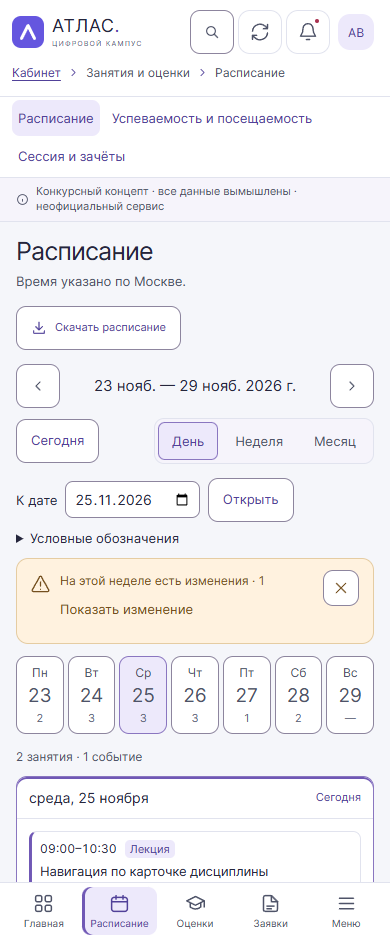 АТЛАС.
ЦИФРОВОЙ КАМПУС
АВ
Кабинет > Занятия и оценки > Расписание
Расписание Успеваемость и посещаемость
Сессия и зачёты
Конкурсный концепт · все данные вымышлены ·
неофициальный сервис
Расписание
Время указано по Москве.
Скачать расписание
23 нояб. — 29 нояб. 2026 г.
Сегодня День Неделя Месяц
К дате 25.11.2026 Открыть
Условные обозначения
На этой неделе есть изменения · 1
Показать изменение
Пн Вт Ср Чт Пт Сб Вс
23 24 25 26 27 28 29
2 3 3 3 1 2 —
2 занятия · 1 событие
среда, 25 ноября Сегодня
09:00–10:30 Лекция
Навигация по карточке дисциплины
Главная Расписание Оценки Заявки Меню